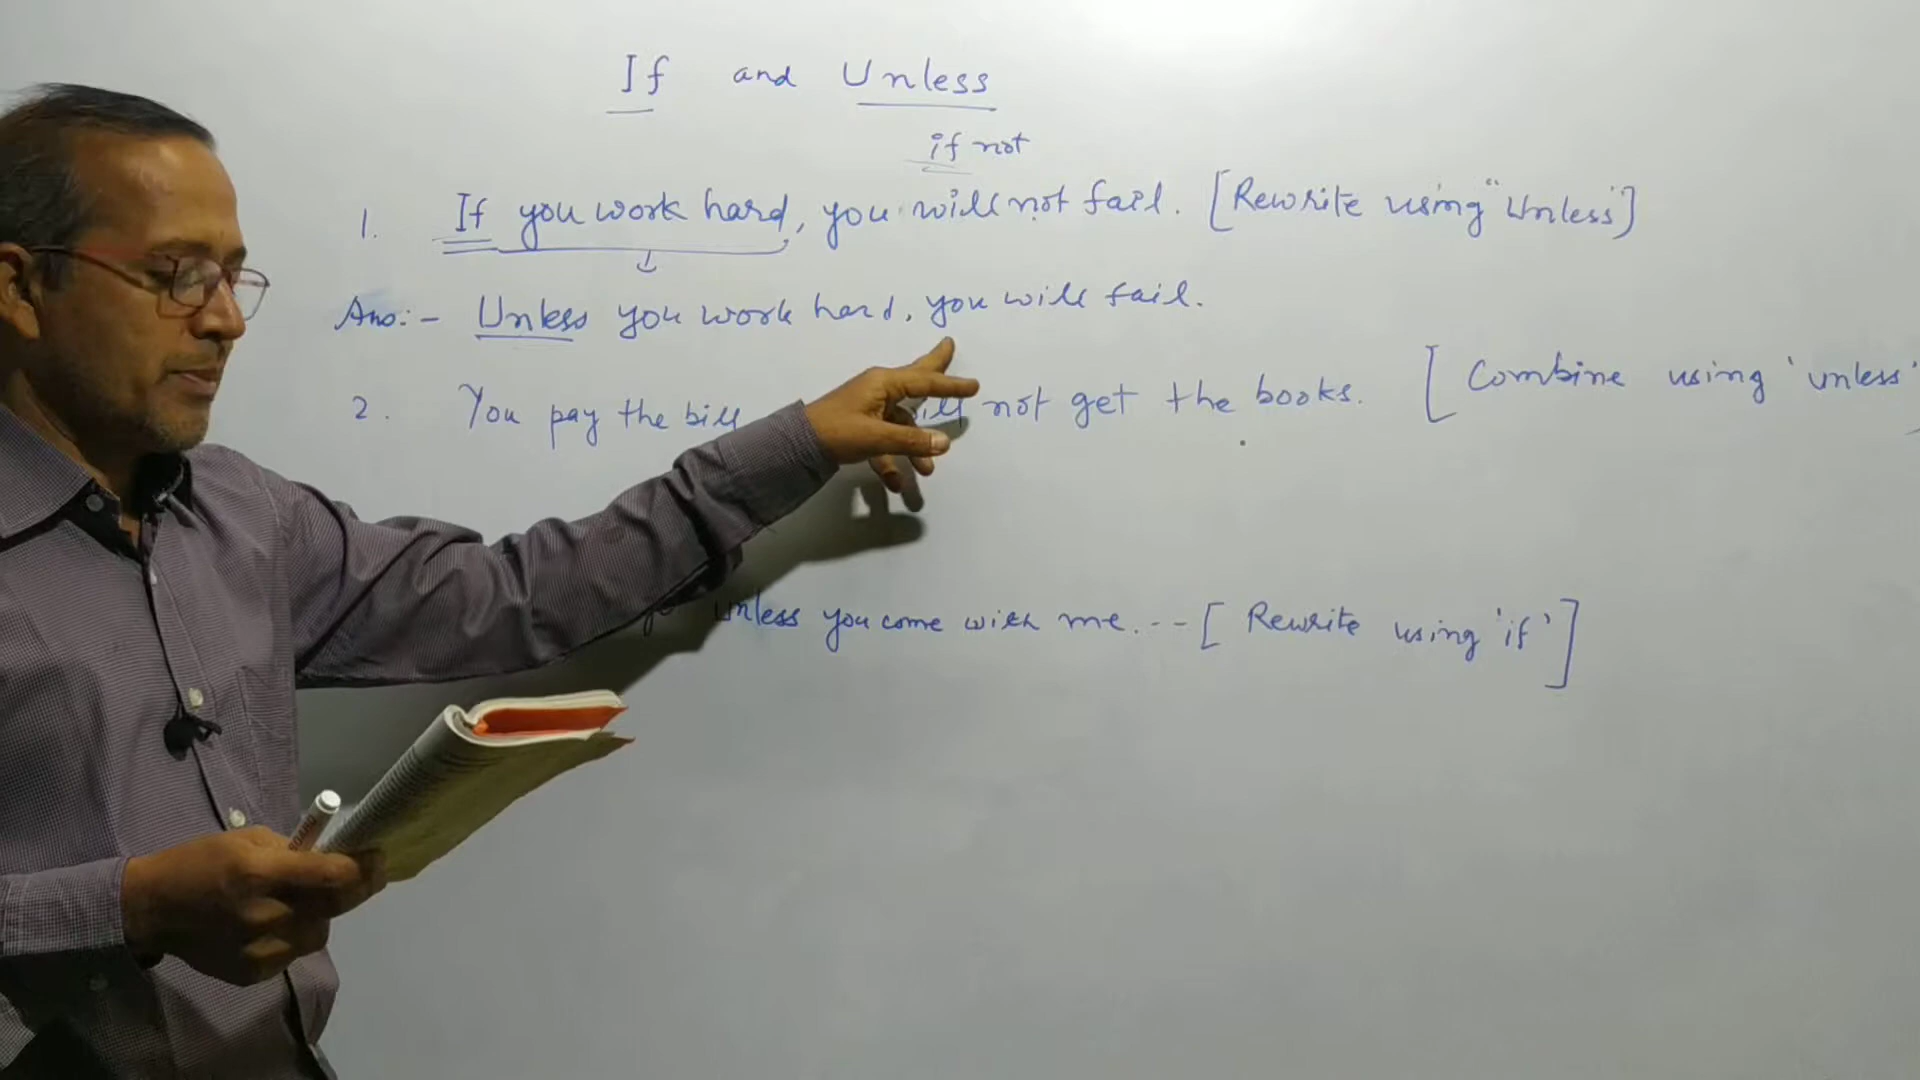 If and Unless
if not
1. If you work hard, you will not fail. [Rewrite using "Unless']
Ans:- Unless you work hard, you will fail.
2. You pay the bill not get the books. [Combine using 'unless'
unless you come with me.-- [Rewrite using 'if']